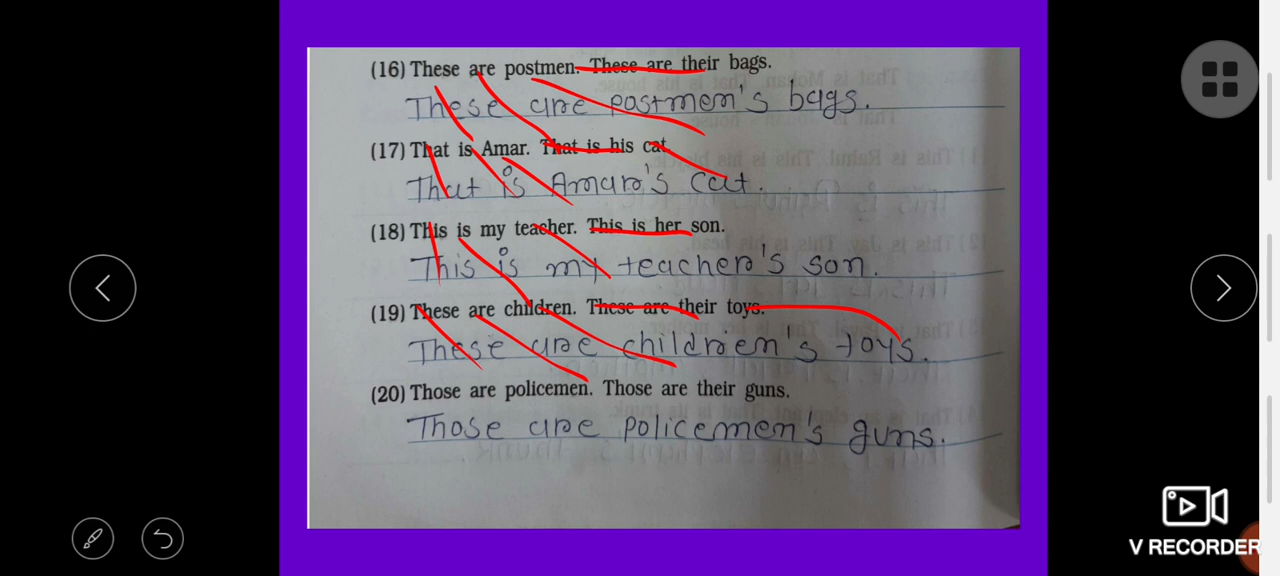 (16) These are postmen. These are their bags.
These are postmen's bags.
(17) That is Amar. That is his cat.
That is Amar's cat.
(18) This is my teacher. This is her son.
This is my teacher's son.
(19) These are children. These are their toys.
These are children's toys.
(20) Those are policemen. Those are their guns.
Those are policemen's guns.
V RECORDER